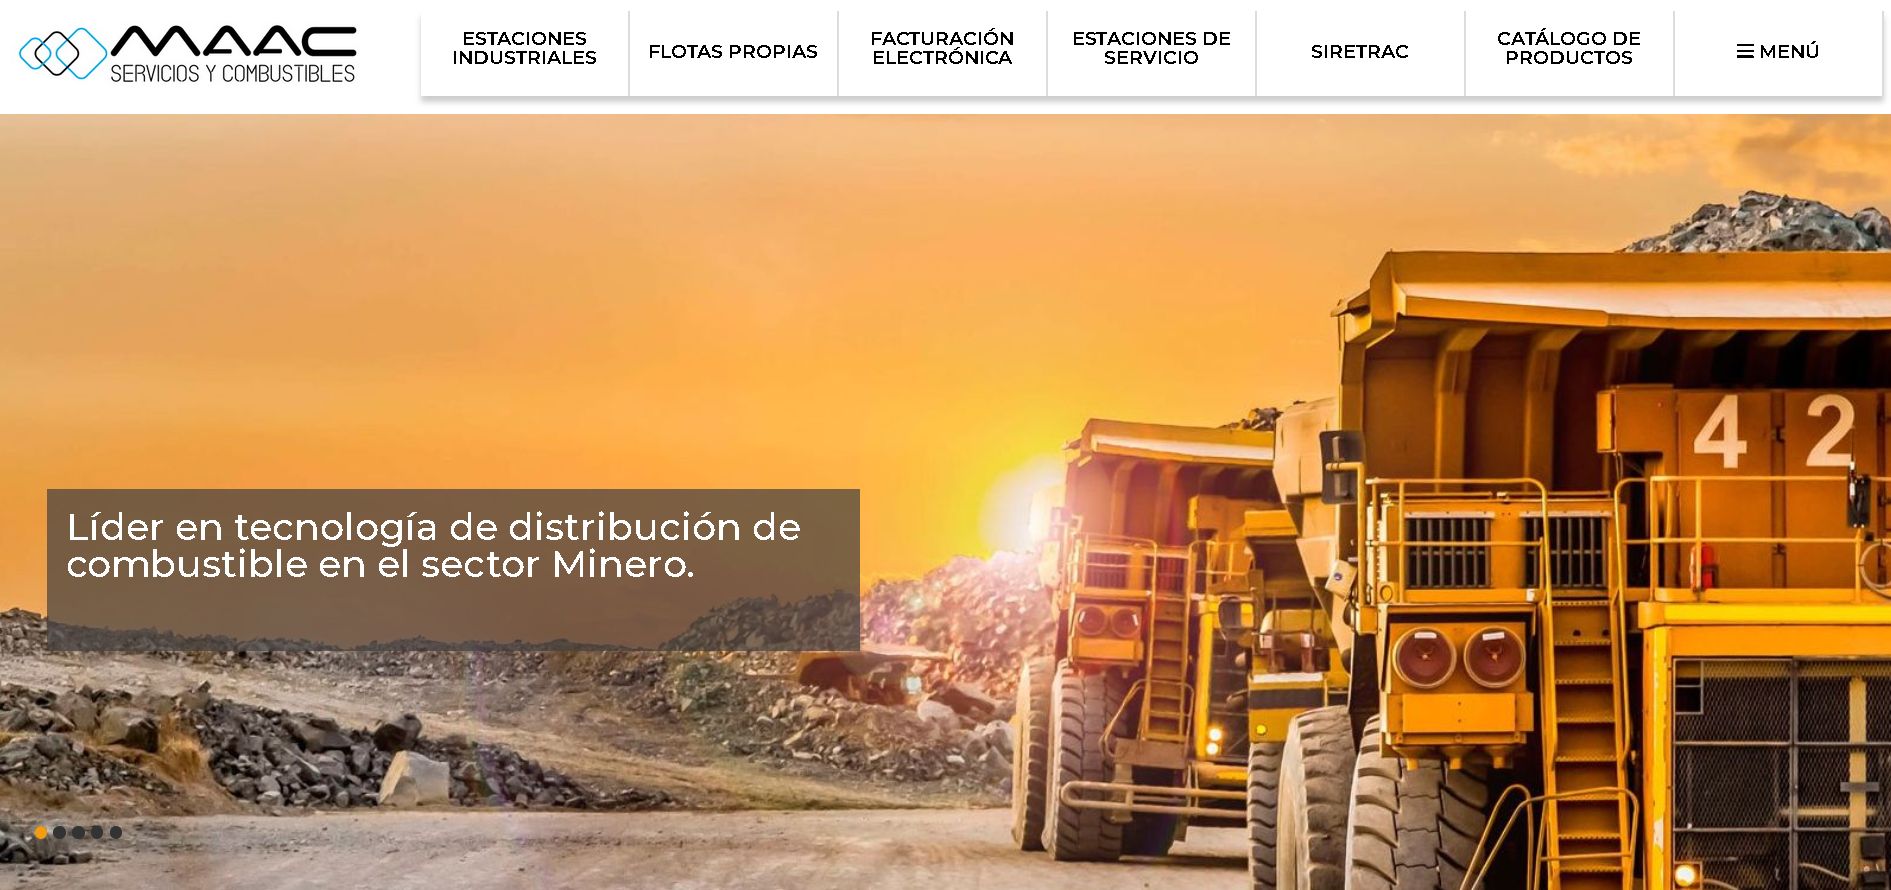 MAAC
SERVICIOS Y COMBUSTIBLES
ESTACIONES
INDUSTRIALES
FLOTAS PROPIAS
FACTURACIÓN
ELECTRÓNICA
ESTACIONES DE
SERVICIO
SIRETRAC
CATÁLOGO DE
PRODUCTOS
MENÚ
42
Líder en tecnología de distribución de
combustible en el sector Minero.